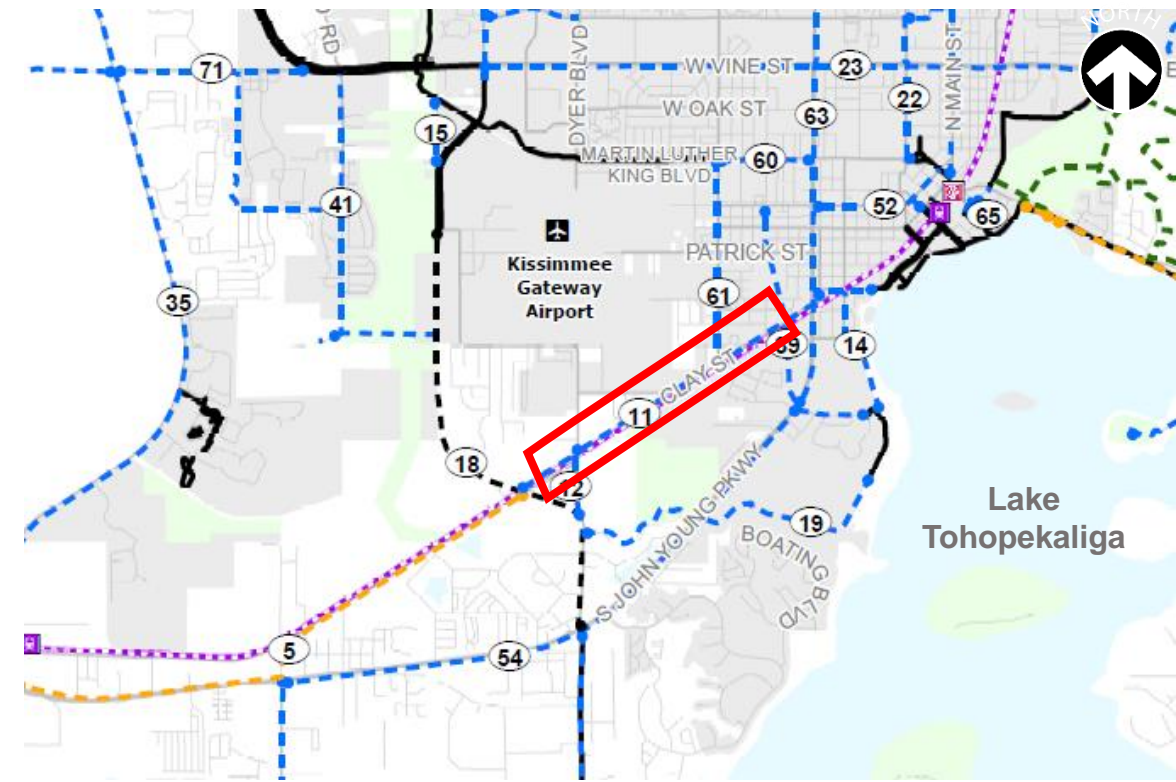 NORTH
RD
71
W VINE ST
23
DYER BLVD
22
N MAIN ST
W OAK ST
63
15
MARTIN LUTHER
KING BLVD
60
41
52
65
PATRICK ST
Kissimmee
Gateway
Airport
35
61
39
14
CLAY ST
11
18
12
S JOHN YOUNG PKWY
19
BOATING
BLVD
Lake
Tohopekaliga
5
54